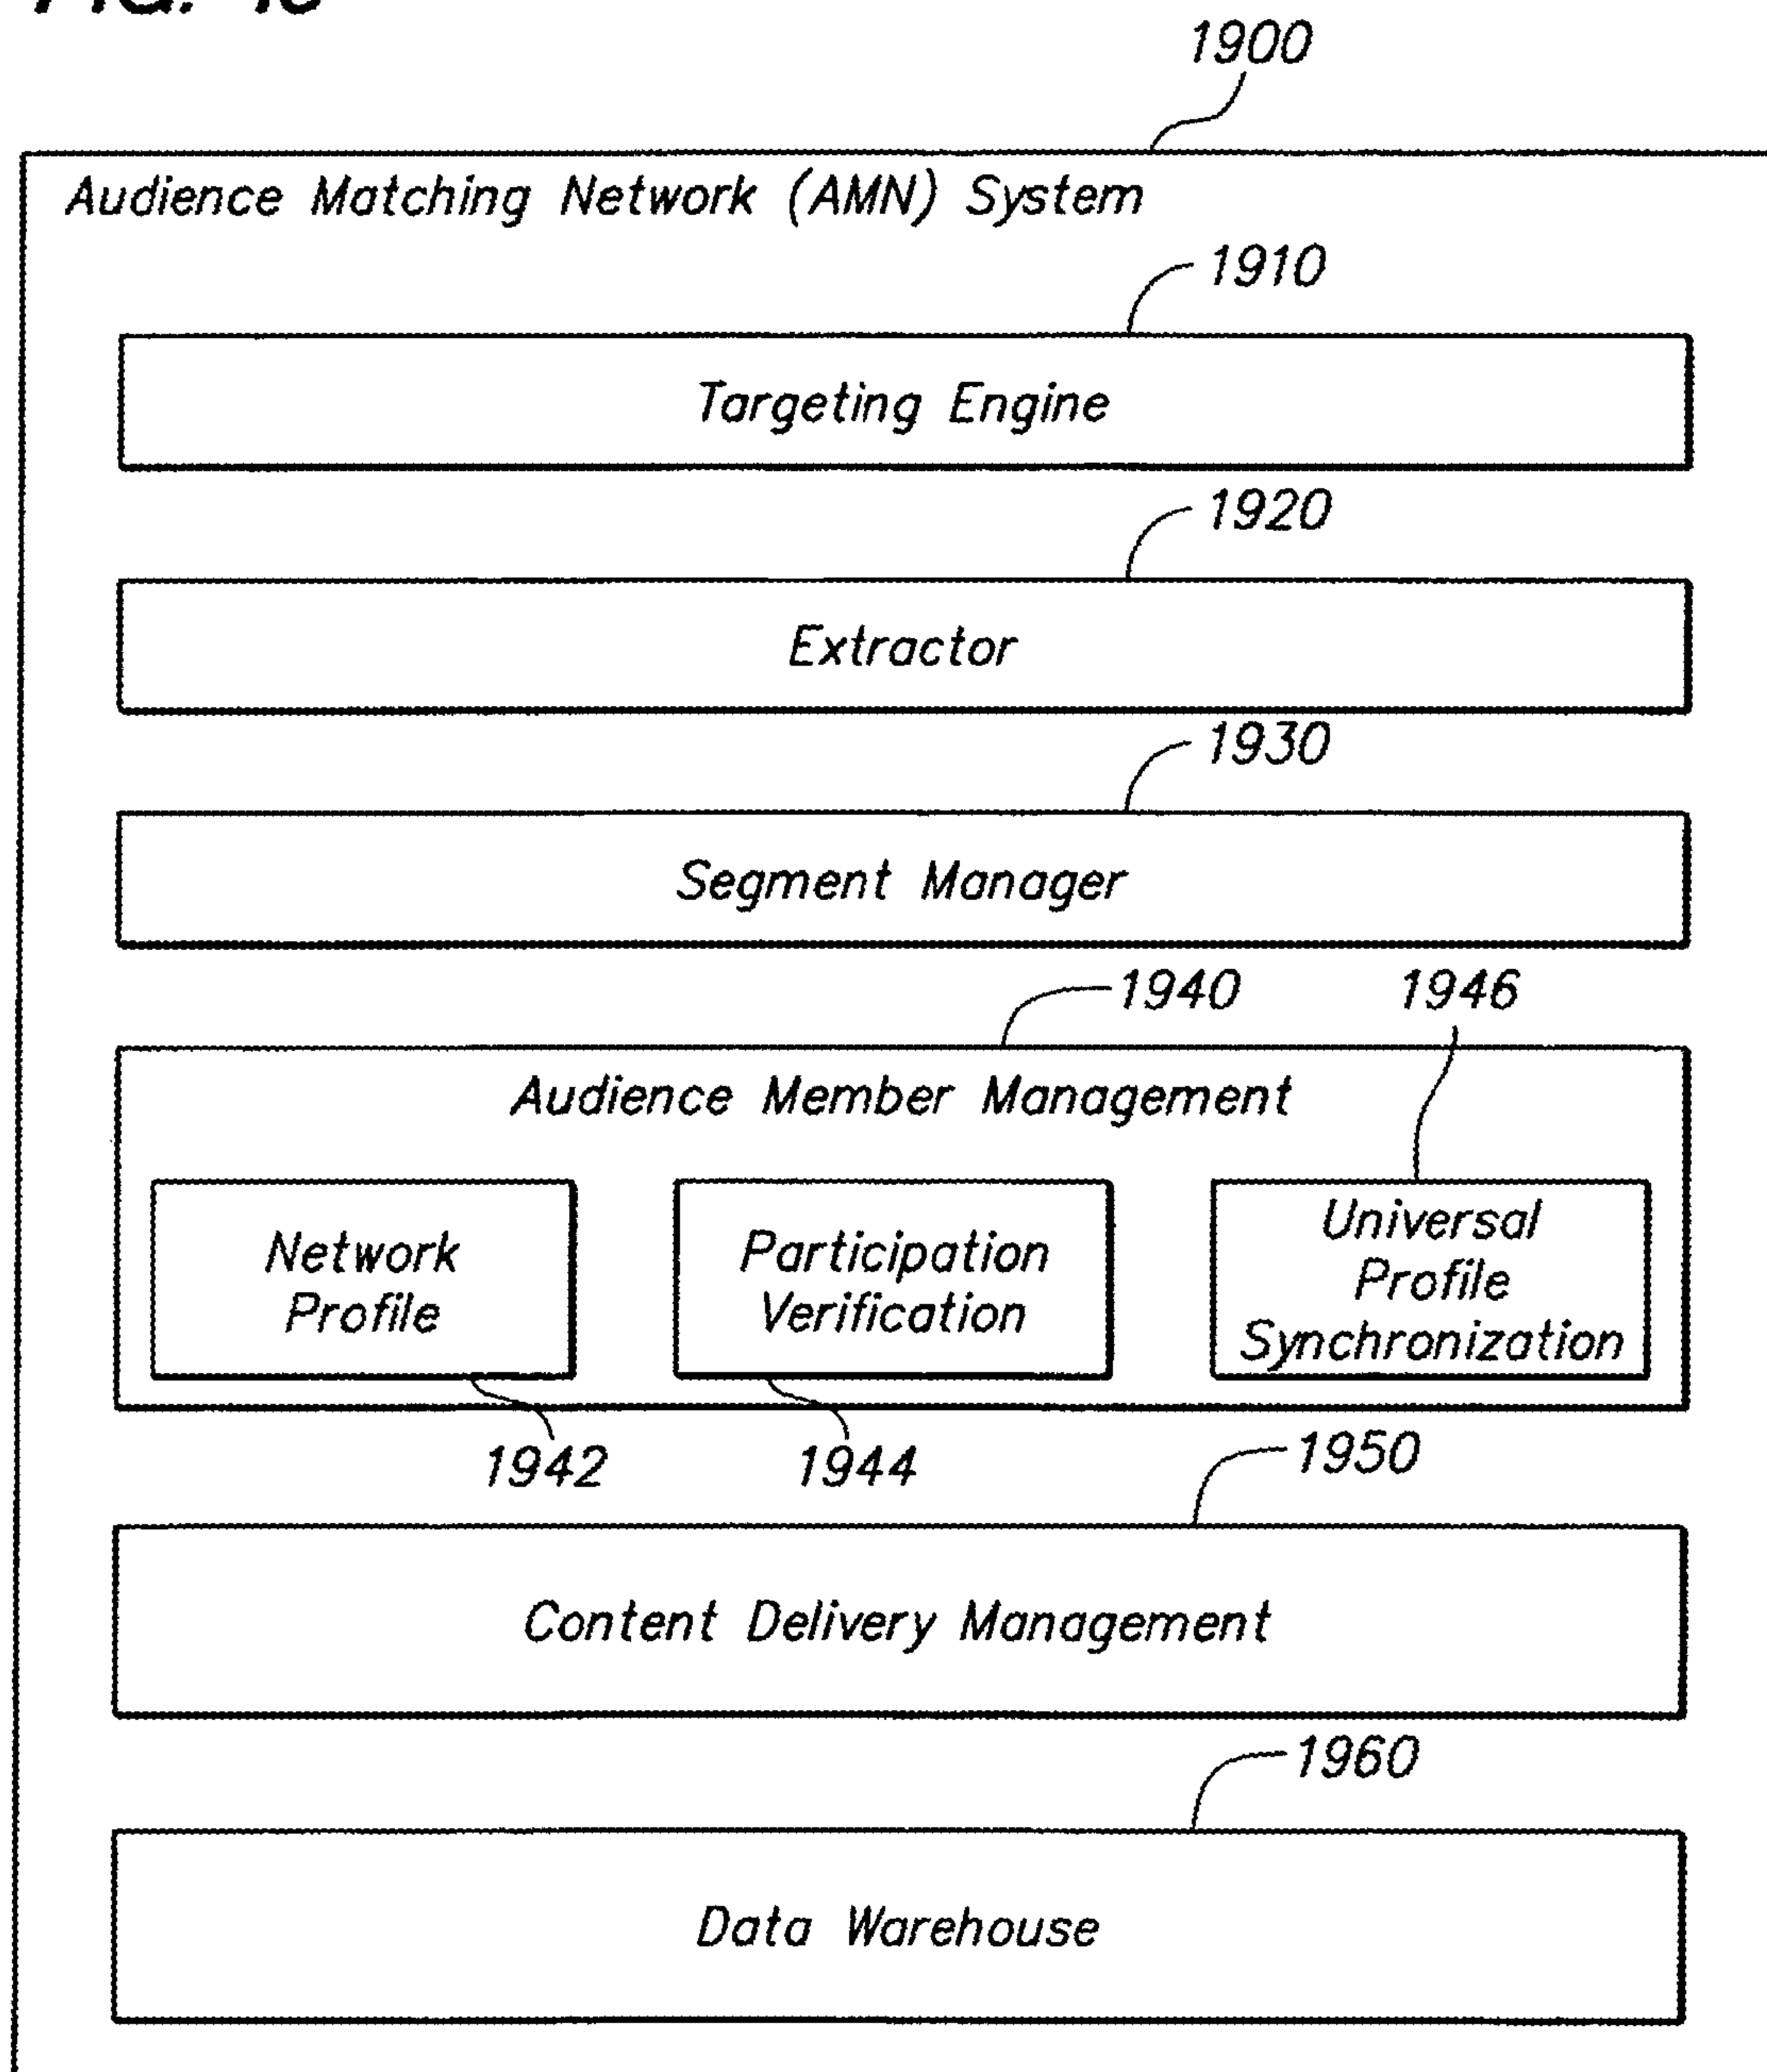 1900
Audience Matching Network (AMN) System
1910
Targeting Engine
1920
Extractor
1930
Segment Manager
1940
1946
Audience Member Management
Network
Profile
Participation
Verification
Universal
Profile
Synchronization
1942
1944
1950
Content Delivery Management
1960
Data Warehouse